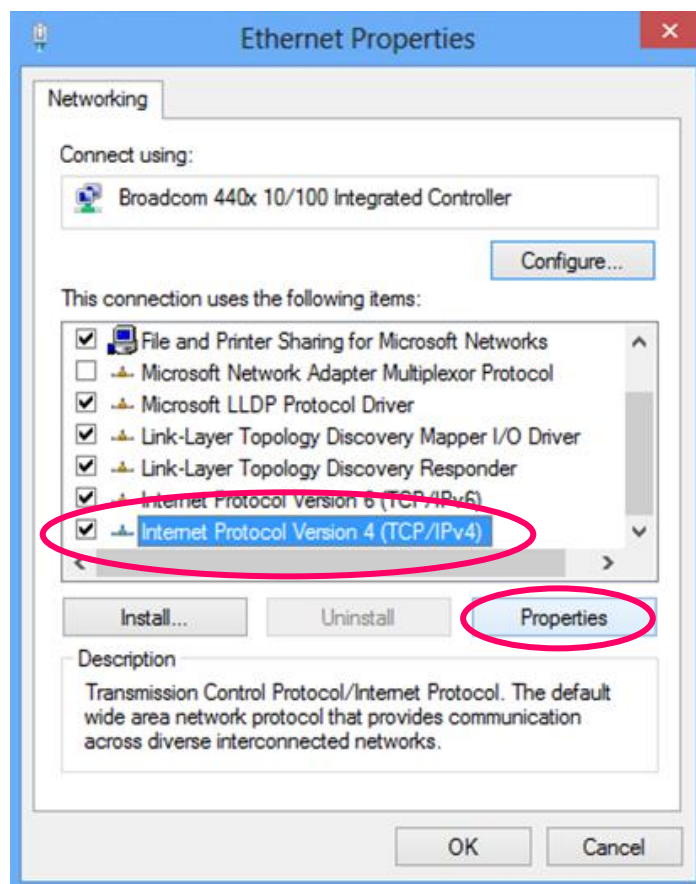 Ethernet Properties
Networking
Connect using:
Broadcom 440x 10/100 Integrated Controller
Configure...
This connection uses the following items:
File and Printer Sharing for Microsoft Networks
Microsoft Network Adapter Multiplexor Protocol
Microsoft LLDP Protocol Driver
Link-Layer Topology Discovery Mapper I/O Driver
Link-Layer Topology Discovery Responder
Internet Protocol Version 6 (TCP/IPv6)
Internet Protocol Version 4 (TCP/IPv4)
Install... Uninstall Properties
Description
Transmission Control Protocol/Internet Protocol. The default
wide area network protocol that provides communication
across diverse interconnected networks.
OK Cancel